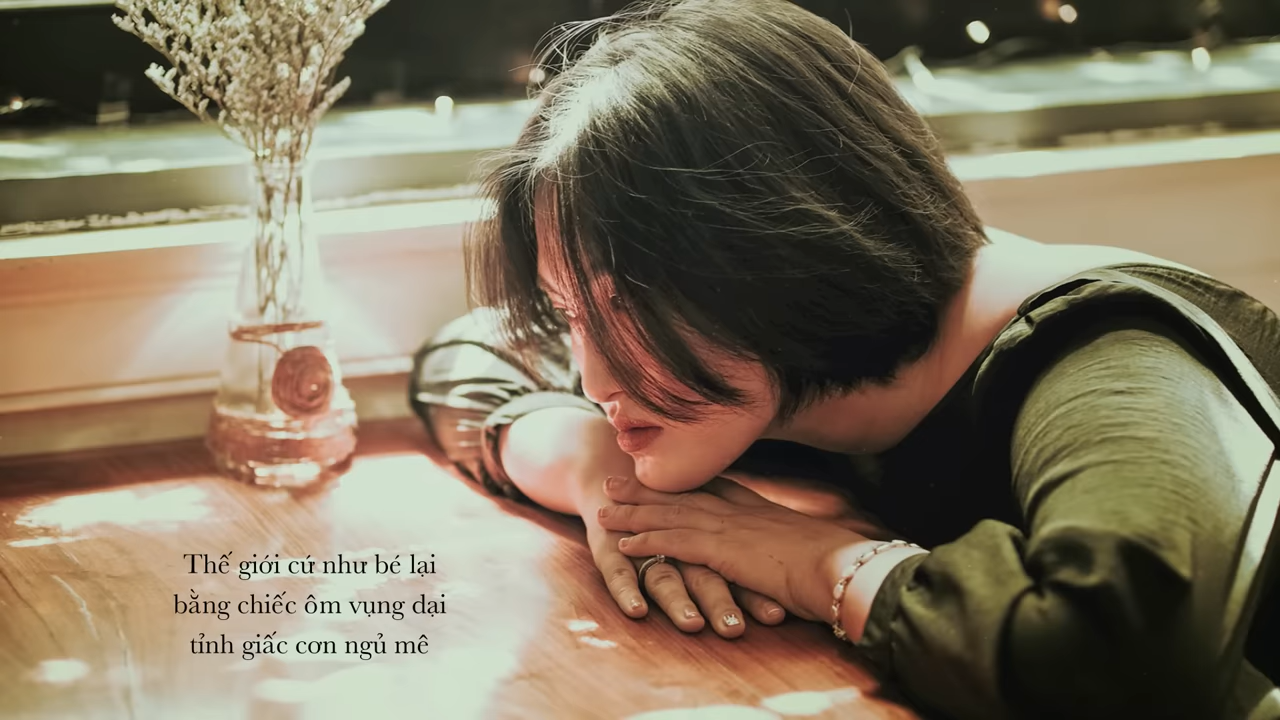 Thế giới cứ như bé lại
bằng chiếc ôm vụng dại
tỉnh giấc cơn ngủ mê